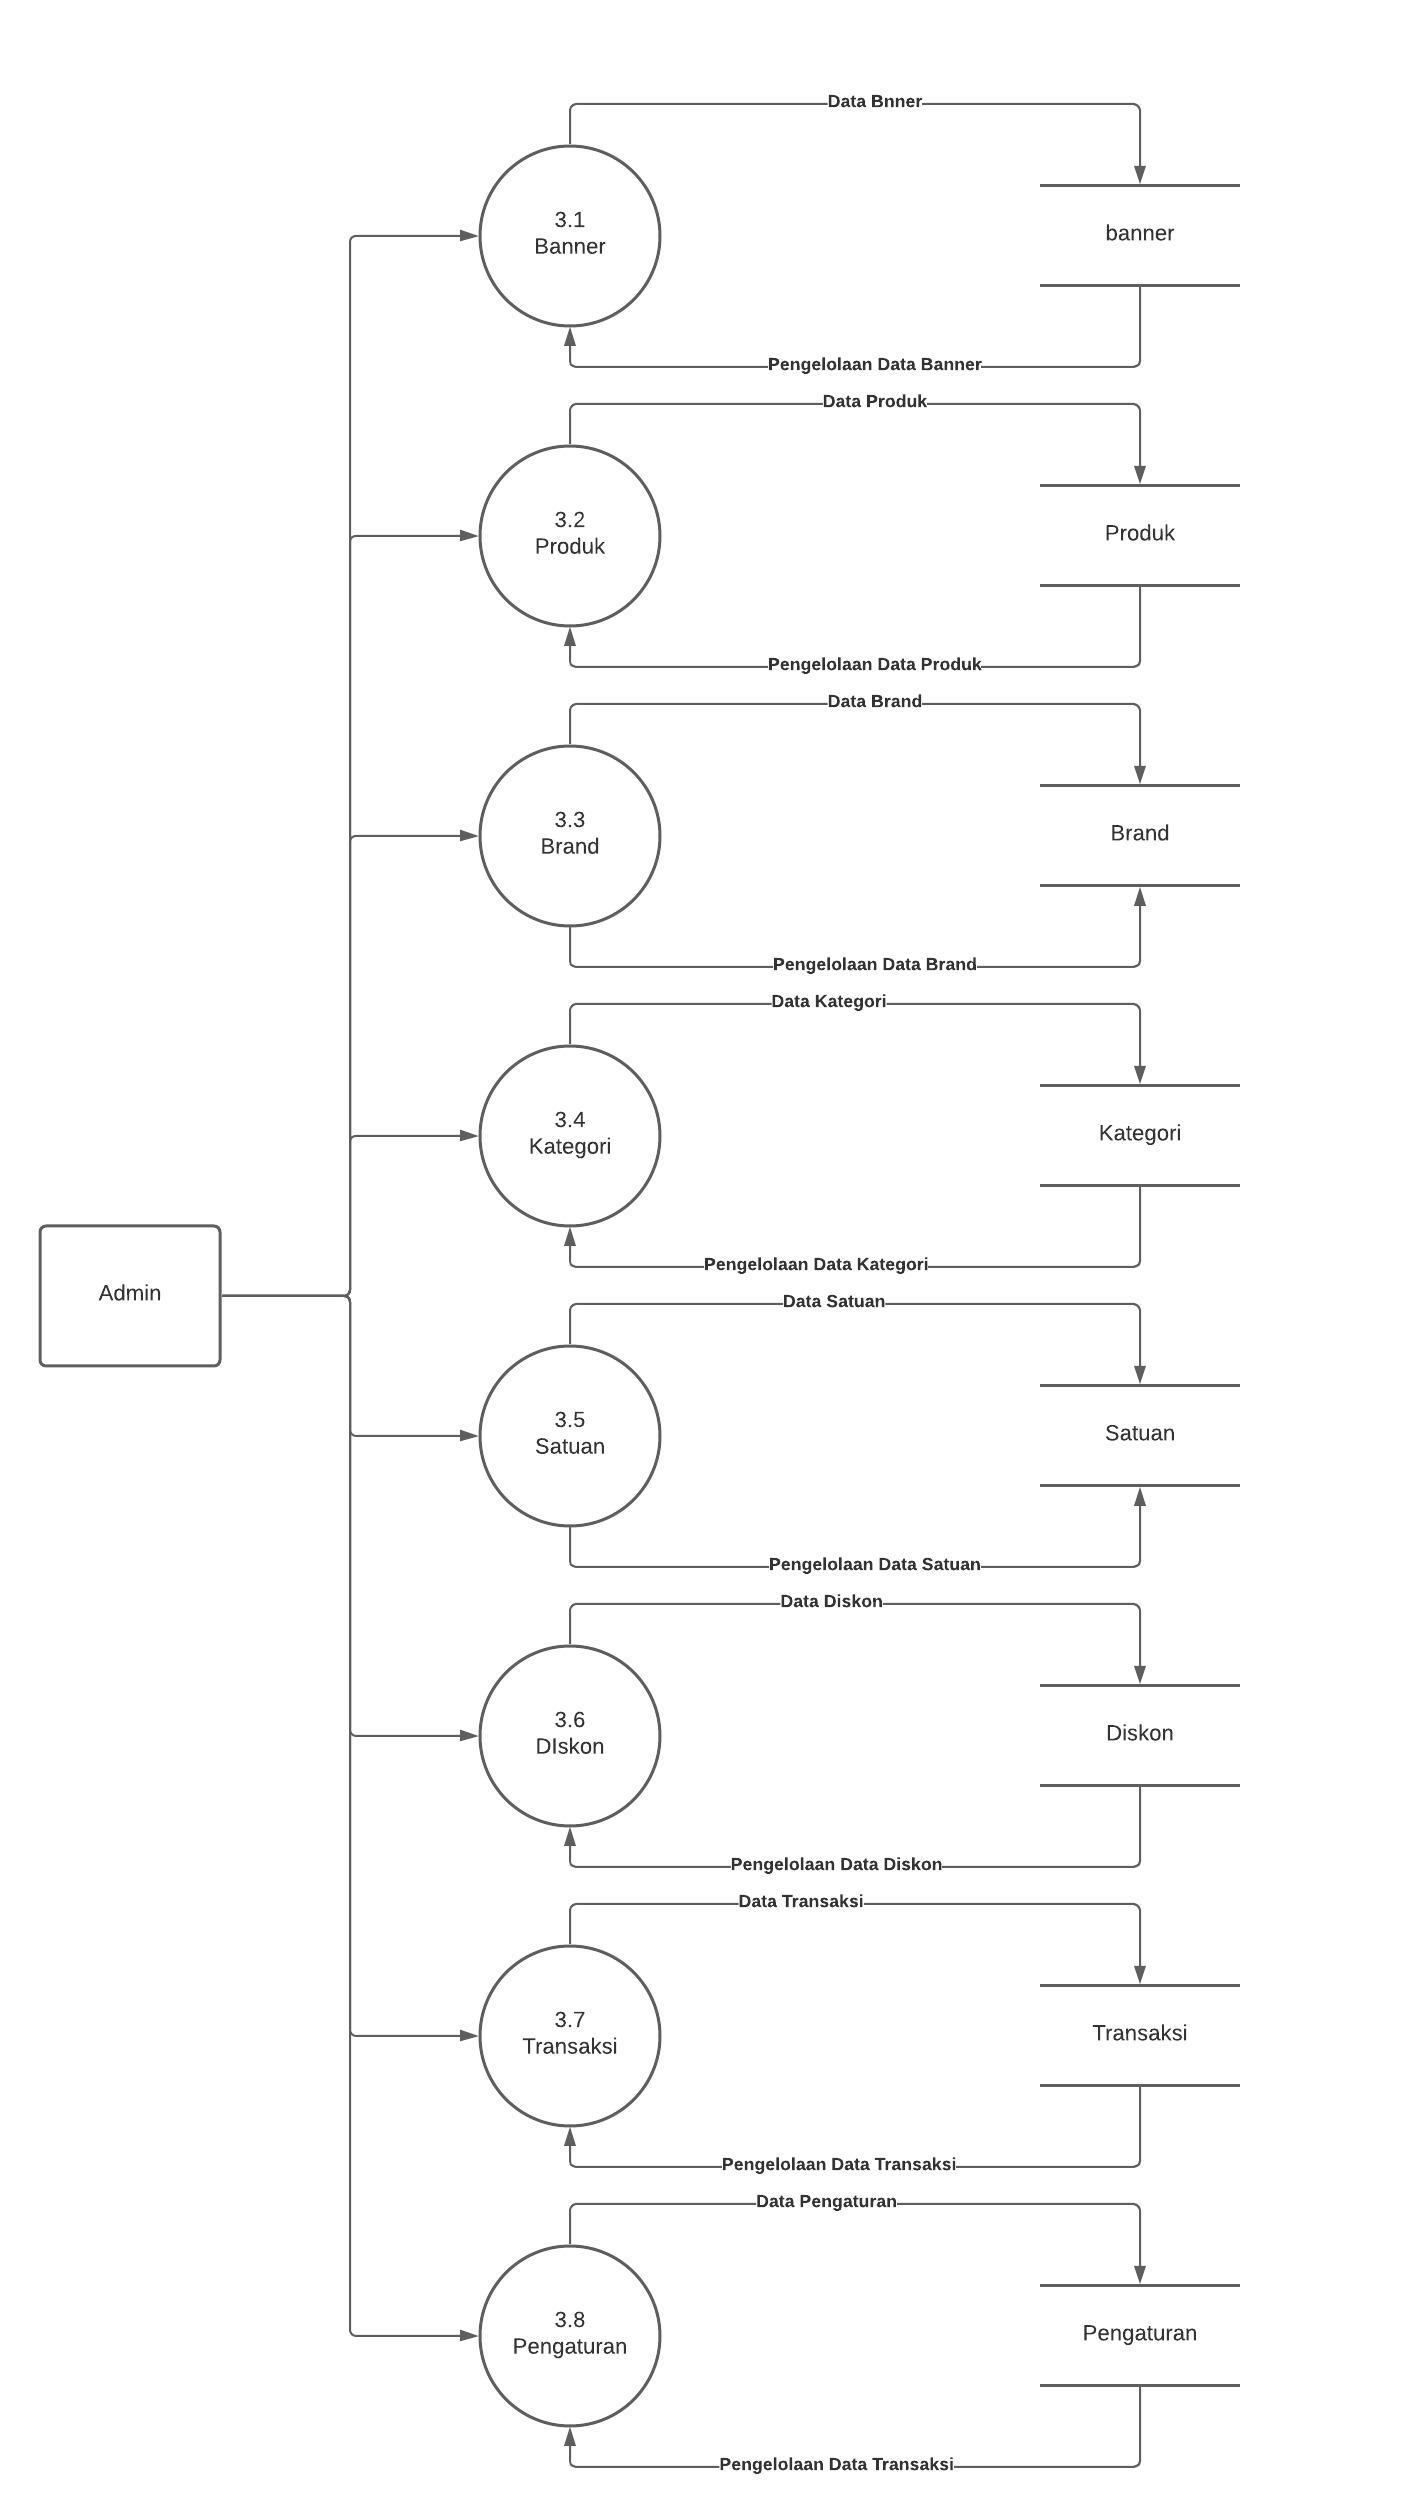 Data Bnner
3.1
Banner
banner
Pengelolaan Data Banner
Data Produk
3.2
Produk
Produk
Pengelolaan Data Produk
Data Brand
3.3
Brand
Brand
Pengelolaan Data Brand
Data Kategori
3.4
Kategori
Kategori
Pengelolaan Data Kategori
Admin
Data Satuan
3.5
Satuan
Satuan
Pengelolaan Data Satuan
Data Diskon
3.6
DIskon
Diskon
Pengelolaan Data Diskon
Data Transaksi
3.7
Transaksi
Transaksi
Pengelolaan Data Transaksi
Data Pengaturan
3.8
Pengaturan
Pengaturan
Pengelolaan Data Transaksi